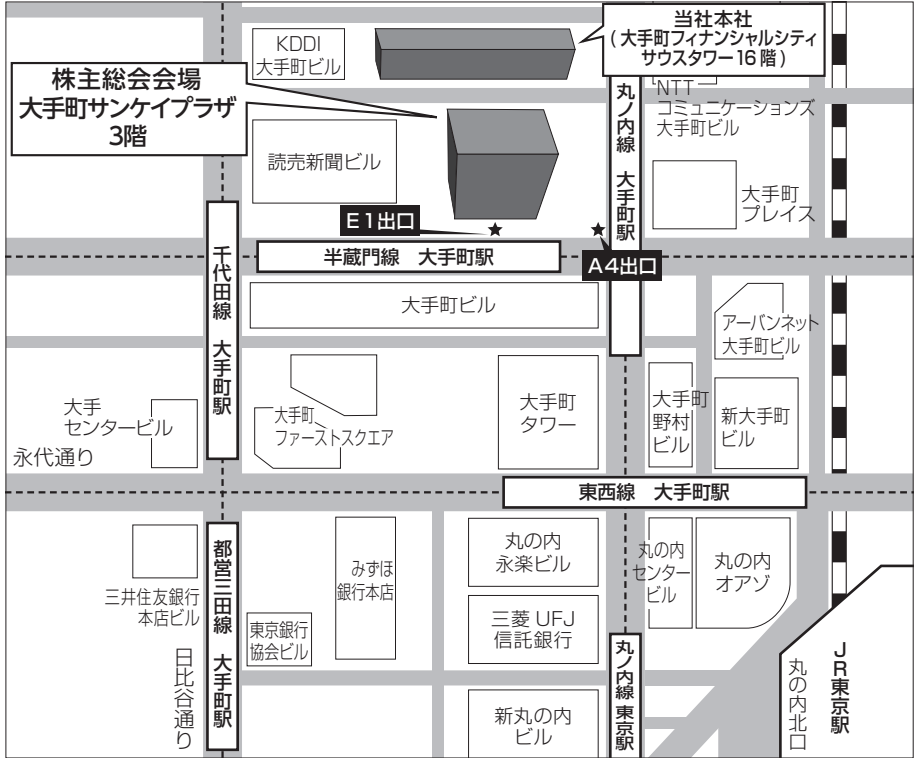 当社本社
(大手町フィナンシャルシティ
サウスタワー16階)
KDDI
大手町ビル
株主総会会場
大手町サンケイプラザ
3階
NTT
コミュニケーションズ
大手町ビル
丸ノ内線 大手町駅
読売新聞ビル
大手町
プレイス
E1出口
A4出口
半蔵門線 大手町駅
千代田線 大手町駅
大手町ビル
アーバンネット
大手町ビル
大手
センタービル
大手町
ファーストスクエア
大手町
タワー
大手町
野村
ビル
新大手町
ビル
永代通り
東西線 大手町駅
三井住友銀行
本店ビル
都営三田線 大手町駅
みずほ
銀行本店
丸の内
永楽ビル
丸の内
センター
ビル
丸の内
オアゾ
東京銀行
協会ビル
三菱 UFJ
信託銀行
日比谷通り
新丸の内
ビル
丸ノ内線 東京駅
丸の内北口
JR東京駅